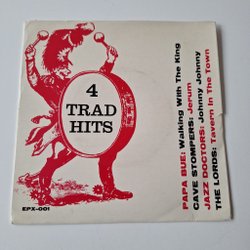 4
TRAD
HITS
PAPA BUE: Walking With The King
CAVE STOMPERS: Jerum
JAZZ DOCTORS: Johnny Johnny
THE LORDS: Tavern In The Town
EPX-001